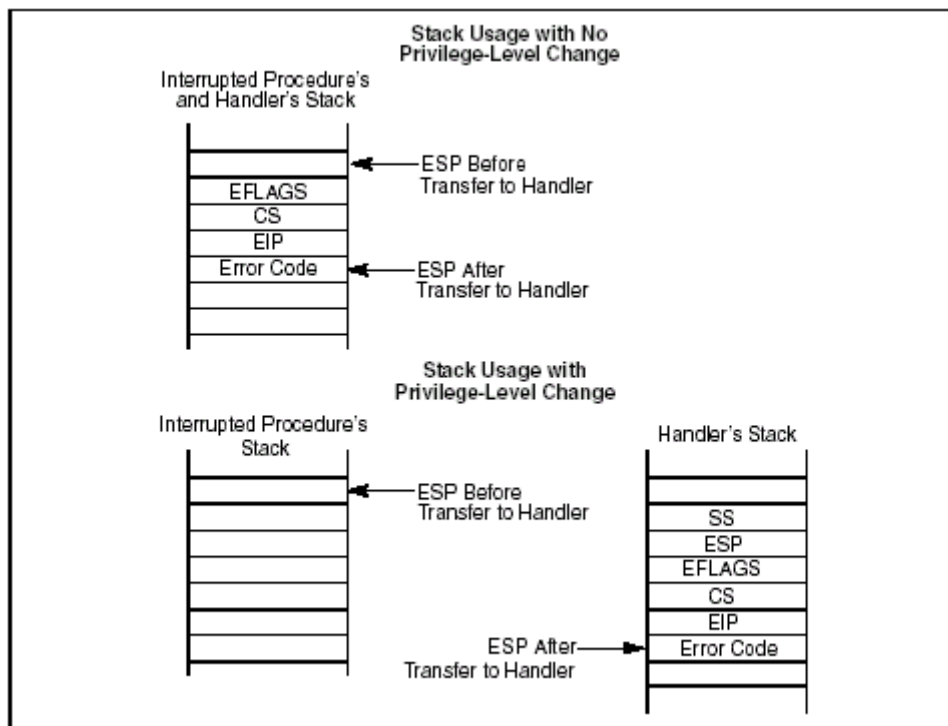 Stack Usage with No
Privilege-Level Change
Interrupted Procedure's
and Handler's Stack
ESP Before
Transfer to Handler
EFLAGS
CS
EIP
Error Code
ESP After
Transfer to Handler
Stack Usage with
Privilege-Level Change
Interrupted Procedure's
Stack
Handler's Stack
ESP Before
Transfer to Handler
SS
ESP
EFLAGS
CS
EIP
ESP After
Transfer to Handler
Error Code